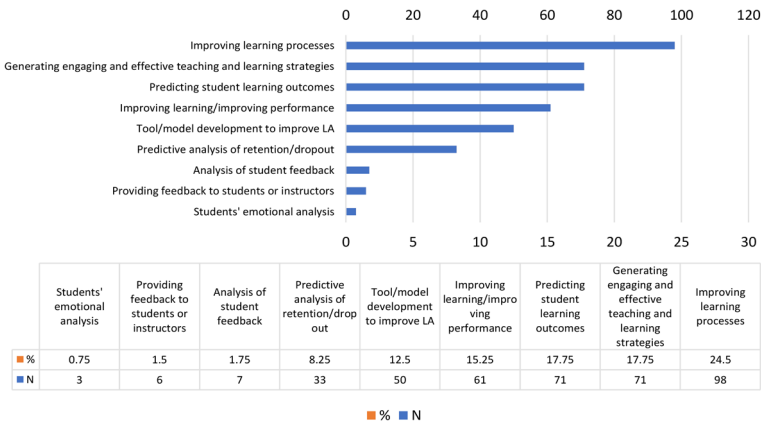 0 20 40 60 80 100 120
Improving learning processes
Generating engaging and effective teaching and learning strategies
Predicting student learning outcomes
Improving learning/improving performance
Tool/model development to improve LA
Predictive analysis of retention/dropout
Analysis of student feedback
Providing feedback to students or instructors
Students' emotional analysis
0 5 10 15 20 25 30
Students'
emotional
analysis
Providing
feedback to
students or
instructors
Analysis of
student
feedback
Predictive
analysis of
retention/drop
out
Tool/model
development
to improve LA
Improving
learning/impro
ving
performance
Predicting
student
learning
outcomes
Generating
engaging and
effective
teaching and
learning
strategies
Improving
learning
processes
% 0.75 1.5 1.75 8.25 12.5 15.25 17.75 17.75 24.5
N 3 6 7 33 50 61 71 71 98
% N